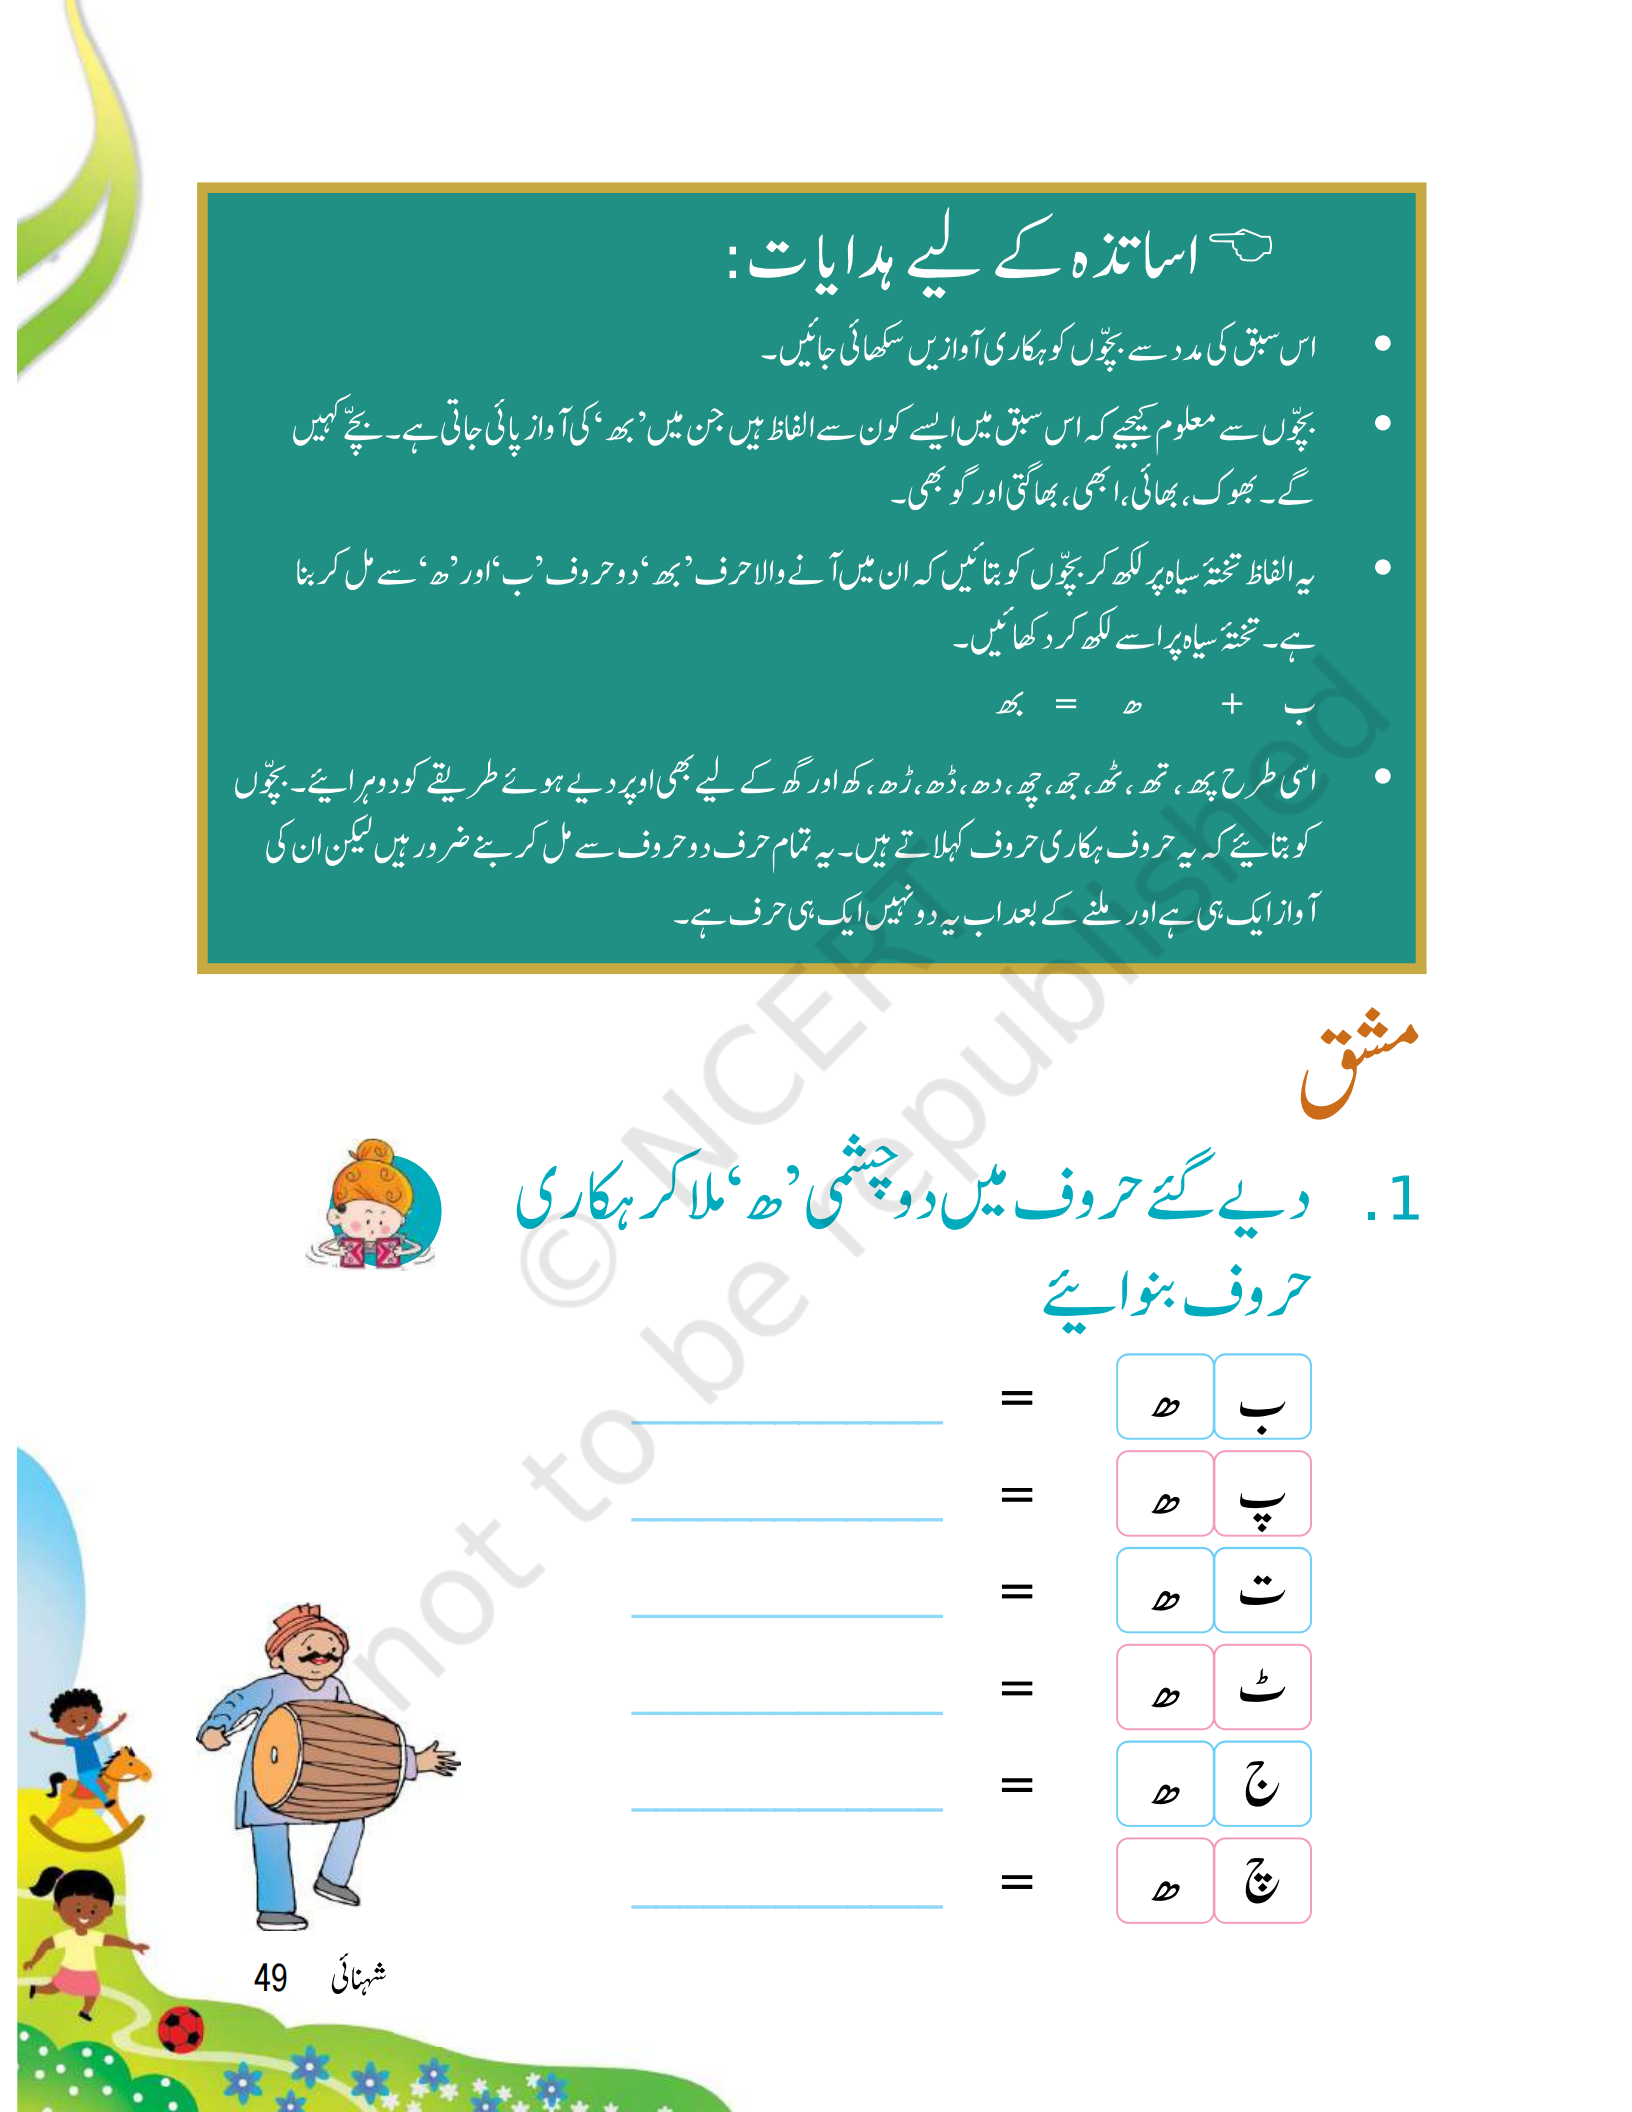 اساتذہ کے لیے ہدایات:
• اس سبق کی مدد سے بچّوں کو ہکاری آوازیں سکھائی جائیں۔
• بچّوں سے معلوم کیجیے کہ اس سبق میں ایسے کون سے الفاظ ہیں جن میں ’بھ‘ کی آواز پائی جاتی ہے۔ بچّے کہیں
گے۔ بھوک، بھائی، ابھی، بھاگتی اور گوبھی۔
• یہ الفاظ تختۂ سیاہ پر لکھ کر بچّوں کو بتائیں کہ ان میں آنے والا حرف ’بھ‘ دو حروف ’ب‘ اور ’ھ‘ سے مل کر بنا
ہے۔ تختۂ سیاہ پر اسے لکھ کر دکھائیں۔
ب + ھ = بھ
• اسی طرح پھ، تھ، ٹھ، جھ، چھ، دھ، ڈھ، ڑھ، کھ اور گھ کے لیے بھی اوپر دیے ہوئے طریقے کو دوہرائیے۔ بچّوں
کو بتائیے کہ یہ حروف ہکاری حروف کہلاتے ہیں۔ یہ تمام حرف دو حروف سے مل کر بنے ضرور ہیں لیکن ان کی
آواز ایک ہی ہے اور ملنے کے بعد اب یہ دو نہیں ایک ہی حرف ہے۔
مشق
1. دیے گئے حروف میں دو چشمی ’ھ‘ ملا کر ہکاری
حروف بنوائیے
ب ھ =
پ ھ =
ت ھ =
ٹ ھ =
ج ھ =
چ ھ =
شہنائی 49
© NCERT
not to be republished